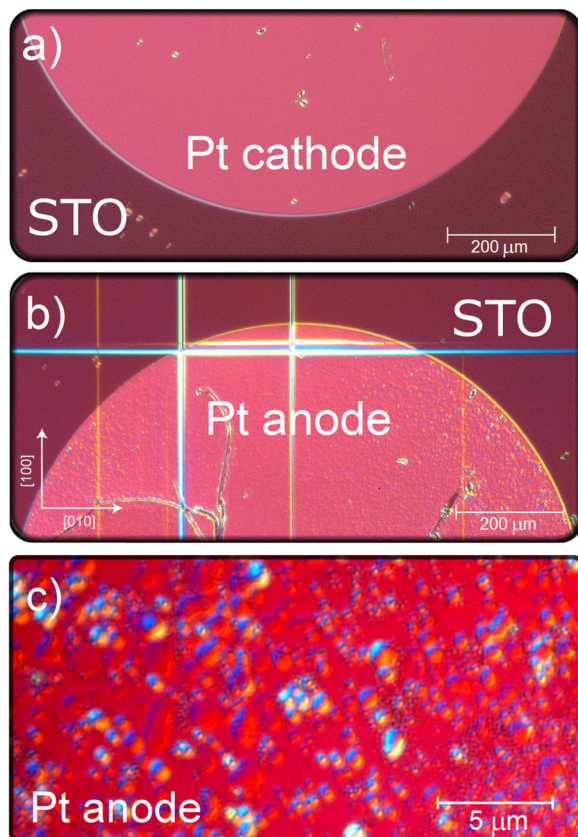 a)
Pt cathode
STO
200 µm
b)
STO
Pt anode
[100]
[010]
200 µm
c)
Pt anode
5 µm